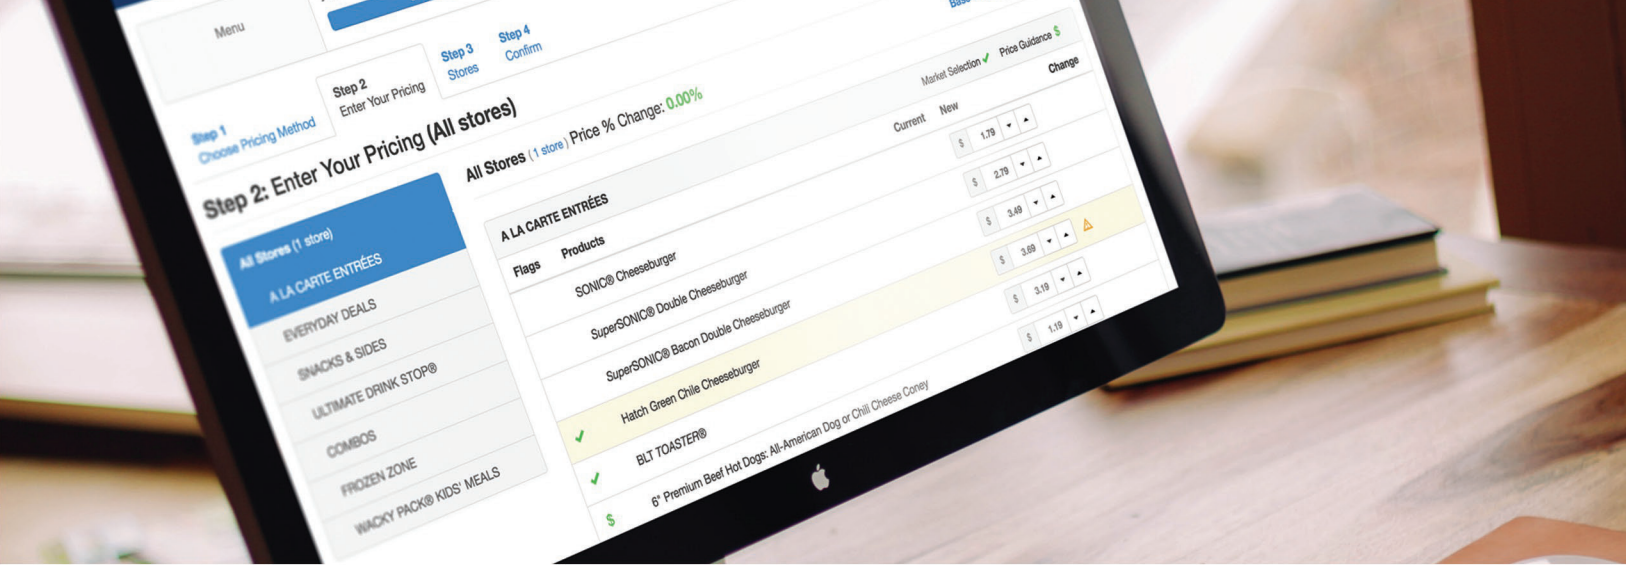 Menu
Step 1
Choose Pricing Method
Step 2
Enter Your Pricing
Step 3
Stores
Step 4
Confirm
Step 2: Enter Your Pricing (All stores)
All Stores (1 store)
A LA CARTE ENTRÉES
EVERYDAY DEALS
SNACKS & SIDES
ULTIMATE DRINK STOP®
COMBOS
FROZEN ZONE
WACKY PACK® KIDS' MEALS
All Stores (1 store) Price % Change: 0.00%
Market Selection ✓ Price Guidance $
A LA CARTE ENTRÉES
Flags Products Current New Change
SONIC® Cheeseburger $ 1.79
SuperSONIC® Double Cheeseburger $ 2.79
SuperSONIC® Bacon Double Cheeseburger $ 3.49
✓ Hatch Green Chile Cheeseburger $ 3.69
✓ BLT TOASTER® $ 3.19
$ 6" Premium Beef Hot Dogs: All-American Dog or Chili Cheese Coney $ 1.19